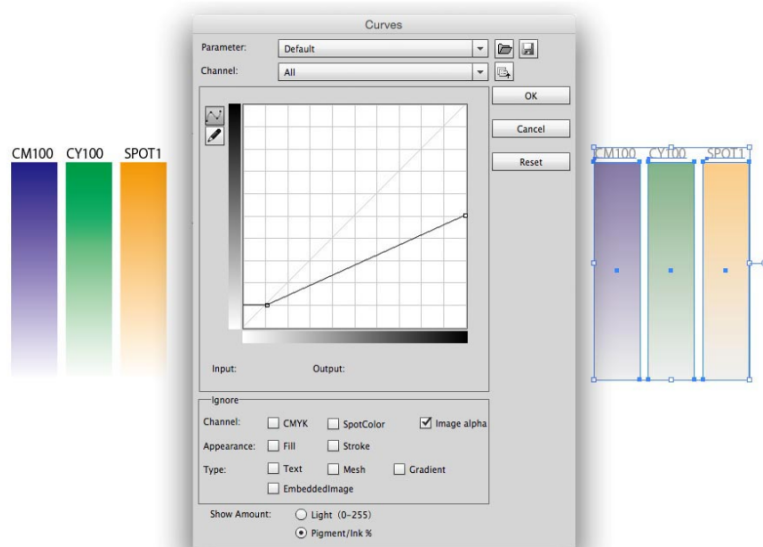 Curves
Parameter: Default
Channel: All
OK
Cancel
Reset
CM100 CY100 SPOT1
CM100 CY100 SPOT1
Input: Output:
Ignore
Channel: CMYK SpotColor Image alpha
Appearance: Fill Stroke
Type: Text Mesh Gradient
EmbeddedImage
Show Amount: Light (0-255)
Pigment/Ink %